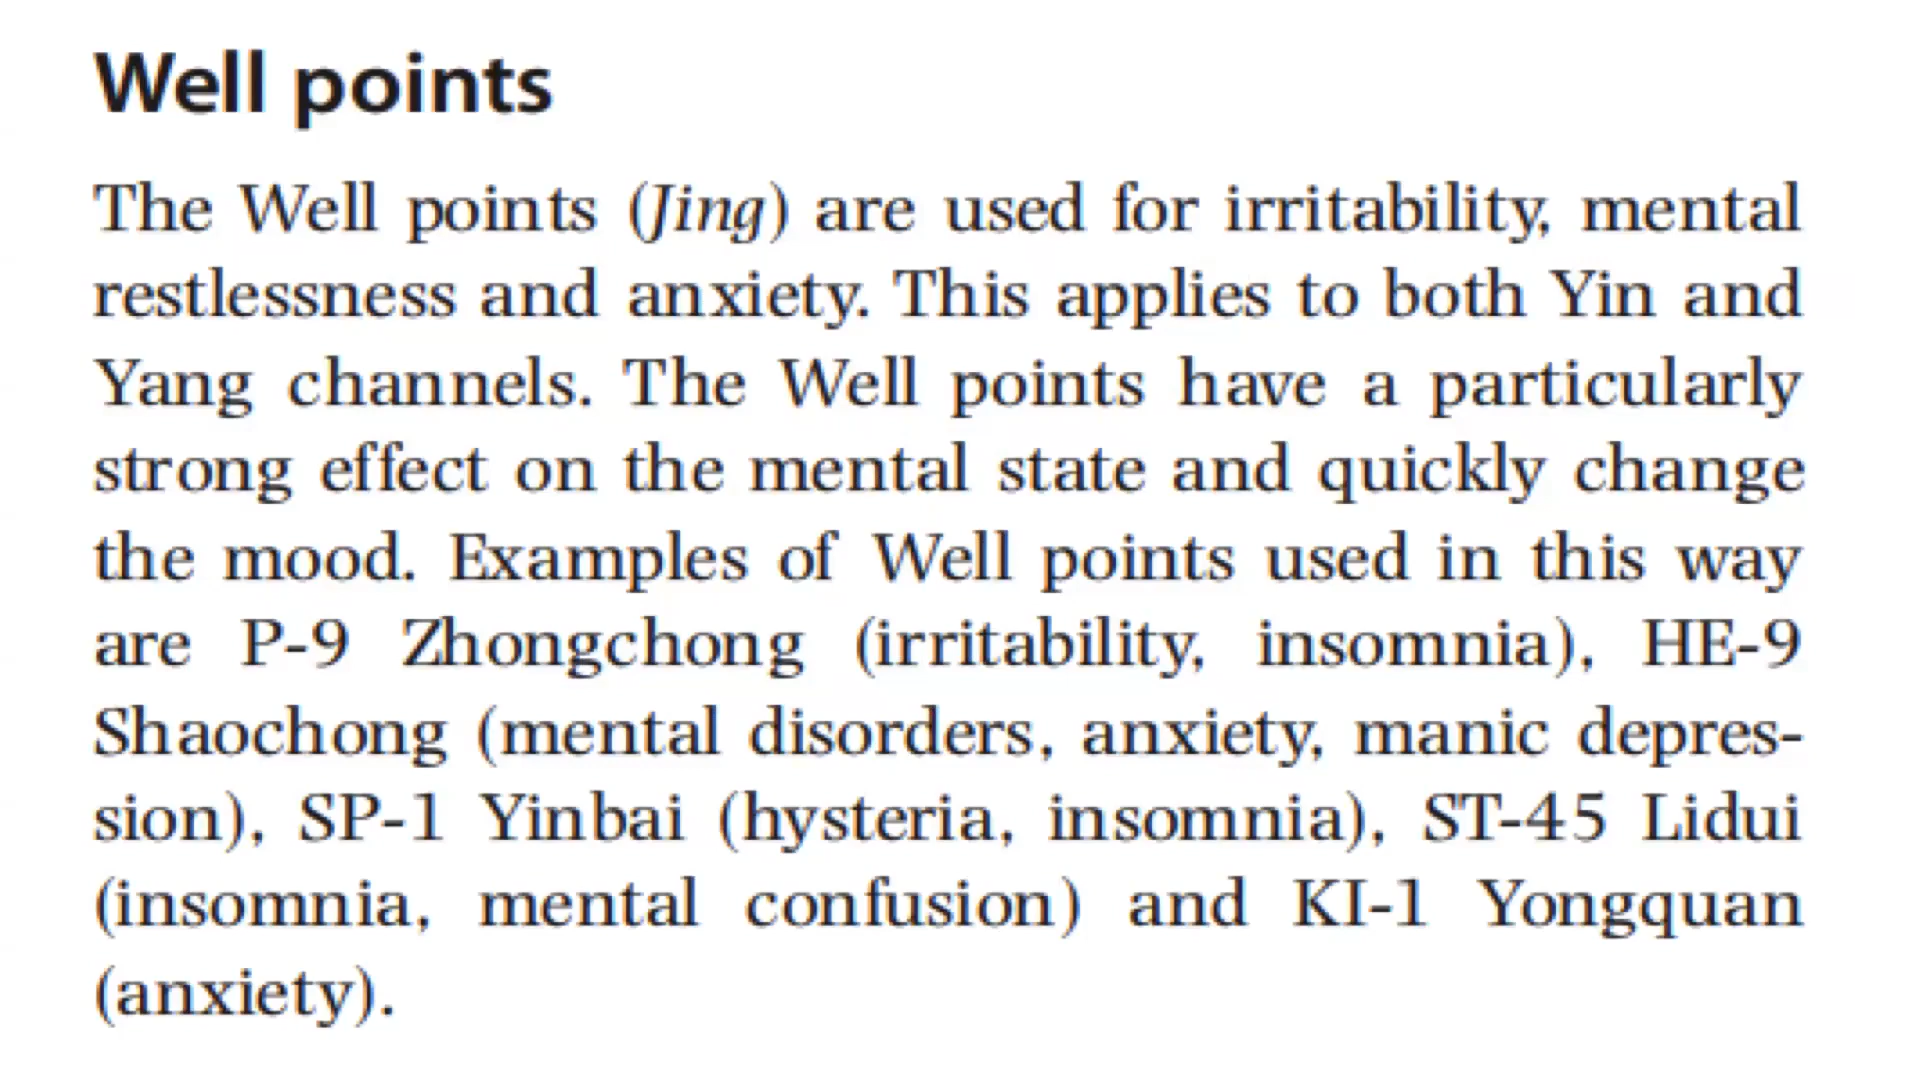 Well points
The Well points (Jing) are used for irritability, mental
restlessness and anxiety. This applies to both Yin and
Yang channels. The Well points have a particularly
strong effect on the mental state and quickly change
the mood. Examples of Well points used in this way
are P-9 Zhongchong (irritability, insomnia), HE-9
Shaochong (mental disorders, anxiety, manic depres-
sion), SP-1 Yinbai (hysteria, insomnia), ST-45 Lidui
(insomnia, mental confusion) and KI-1 Yongquan
(anxiety).